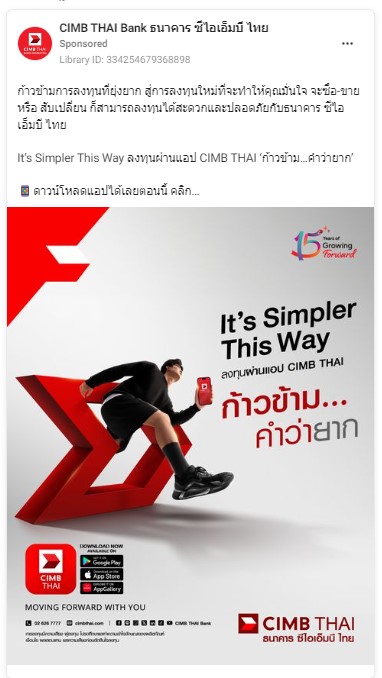 CIMB THAI Bank ธนาคาร ซีไอเอ็มบี ไทย
Sponsored
Library ID: 334254679368898
ก้าวข้ามการลงทุนที่ยุ่งยาก สู่การลงทุนใหม่ที่จะทำให้คุณมั่นใจ จะซื้อ-ขาย
หรือ สับเปลี่ยน ก็สามารถลงทุนได้สะดวกและปลอดภัยกับธนาคาร ซีไอ
เอ็มบี ไทย
It's Simpler This Way ลงทุนผ่านแอป CIMB THAI 'ก้าวข้าม...คำว่ายาก'
ดาวน์โหลดแอปได้เลยตอนนี้ คลิก...
15 Years of
Growing
Forward
It's Simpler
This Way
ลงทุนผ่านแอป CIMB THAI
ก้าวข้าม...
คำว่ายาก
CIMB
THAI
DOWNLOAD NOW
AVAILABLE ON
Google Play
App Store
AppGallery
MOVING FORWARD WITH YOU
02 626 7777 cimbthai.com CIMB THAI Bank
CIMB THAI
ธนาคาร ซีไอเอ็มบี ไทย